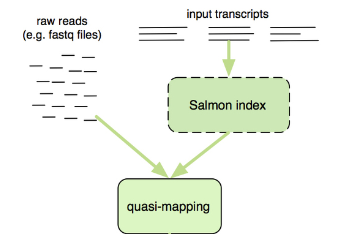 raw reads
(e.g. fastq files)
input transcripts
Salmon index
quasi-mapping